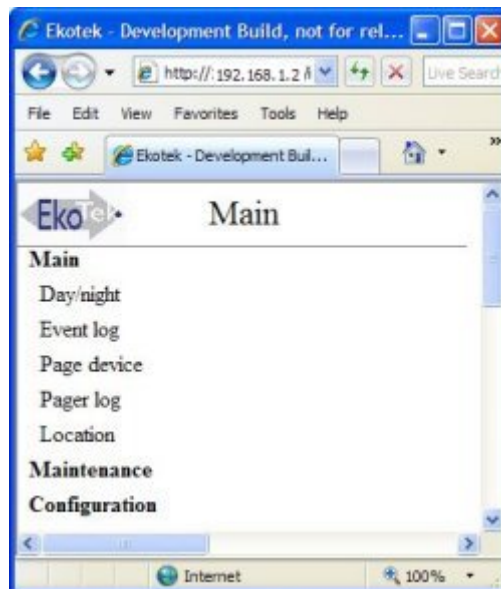 Ekotek - Development Build, not for rel...
http://:192.168.1.2
Live Search
File Edit View Favorites Tools Help
Ekotek - Development Buil...
EkoTek
Main
Main
Day/night
Event log
Page device
Pager log
Location
Maintenance
Configuration
Internet
100%